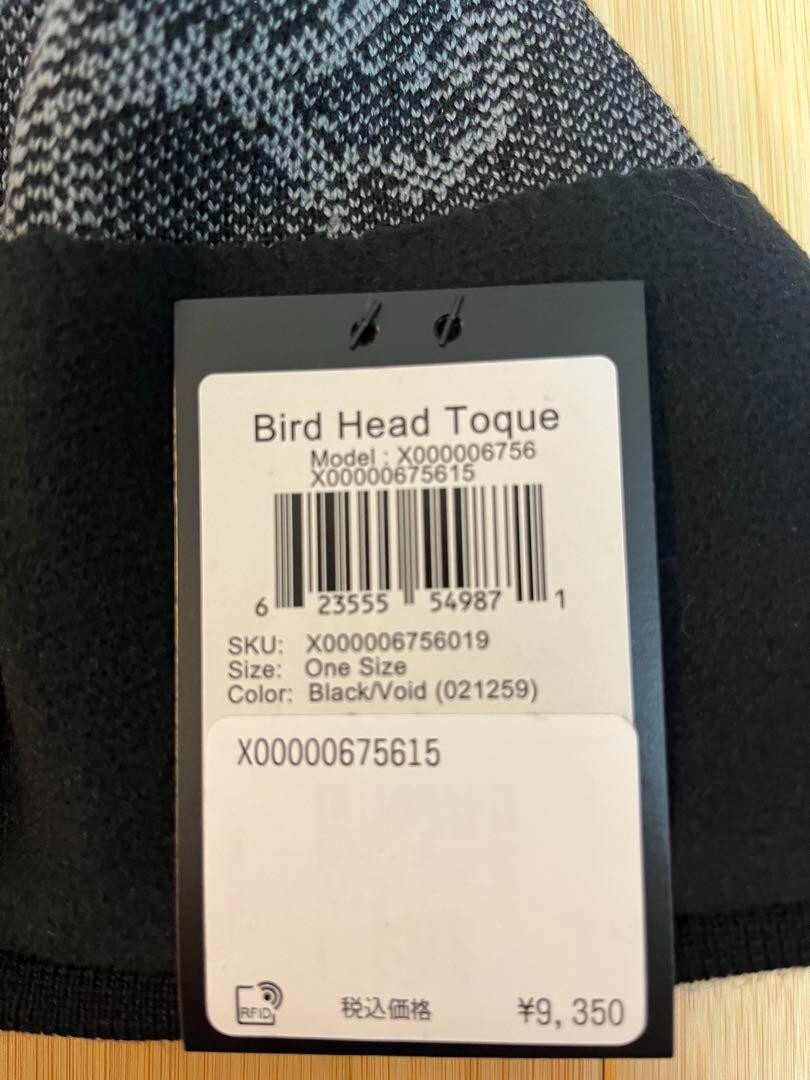 Bird Head Toque
Model : X000006756
X00000675615
6 23555 54987 1
SKU: X000006756019
Size: One Size
Color: Black/Void (021259)
X00000675615
RFID 税込価格 ¥9,350